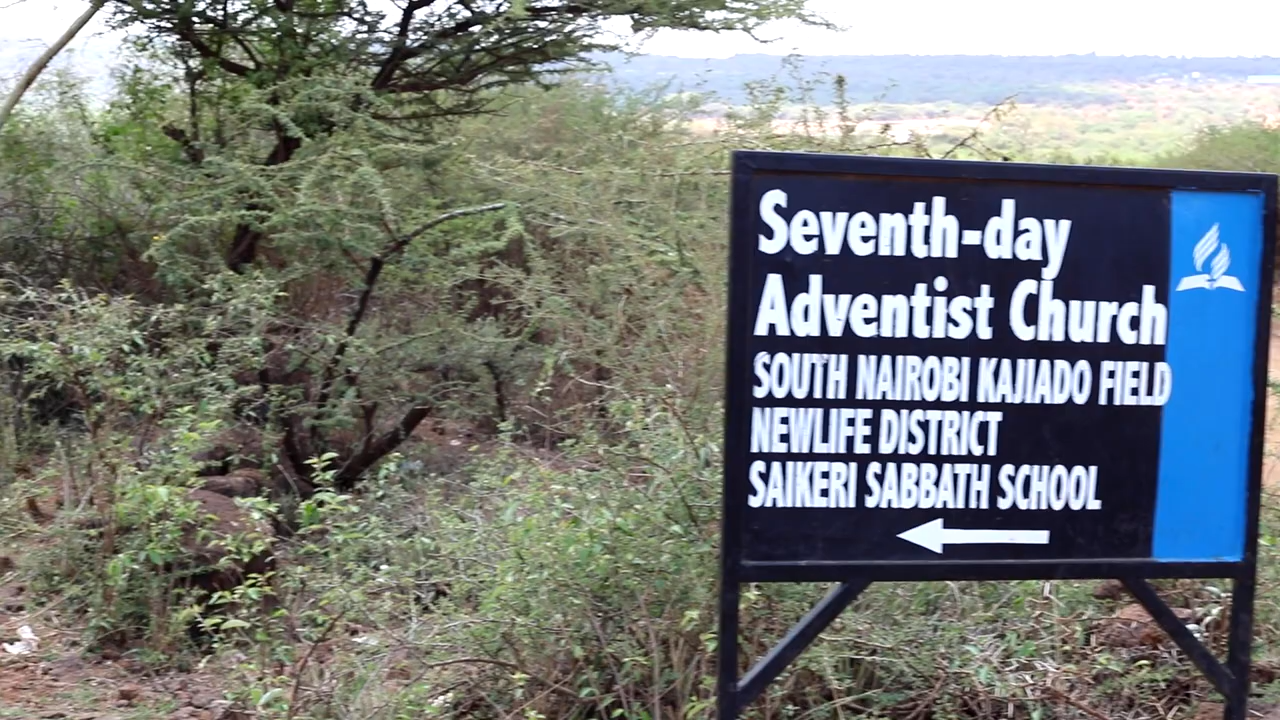 Seventh-day
Adventist Church
SOUTH NAIROBI KAJIADO FIELD
NEWLIFE DISTRICT
SAIKERI SABBATH SCHOOL